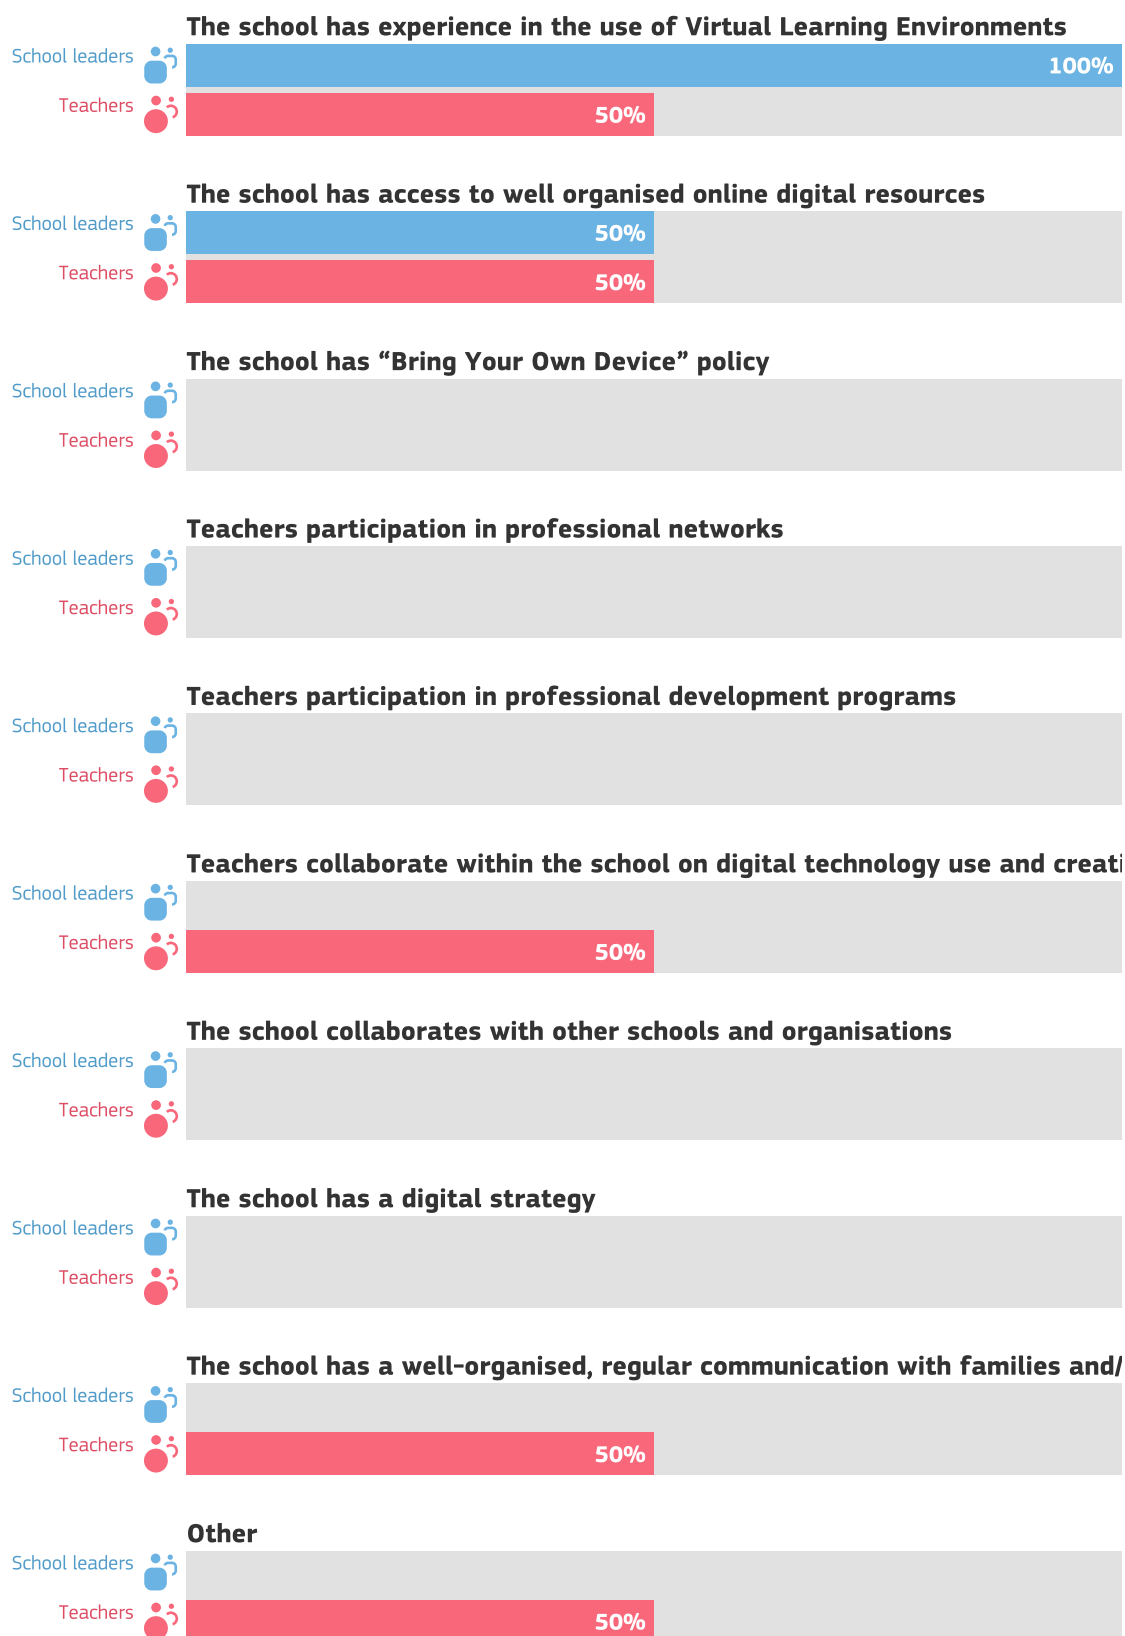 The school has experience in the use of Virtual Learning Environments
School leaders
100%
Teachers
50%
The school has access to well organised online digital resources
School leaders
50%
Teachers
50%
The school has “Bring Your Own Device” policy
School leaders
Teachers
Teachers participation in professional networks
School leaders
Teachers
Teachers participation in professional development programs
School leaders
Teachers
Teachers collaborate within the school on digital technology use and creati
School leaders
Teachers
50%
The school collaborates with other schools and organisations
School leaders
Teachers
The school has a digital strategy
School leaders
Teachers
The school has a well-organised, regular communication with families and/
School leaders
Teachers
50%
Other
School leaders
Teachers
50%